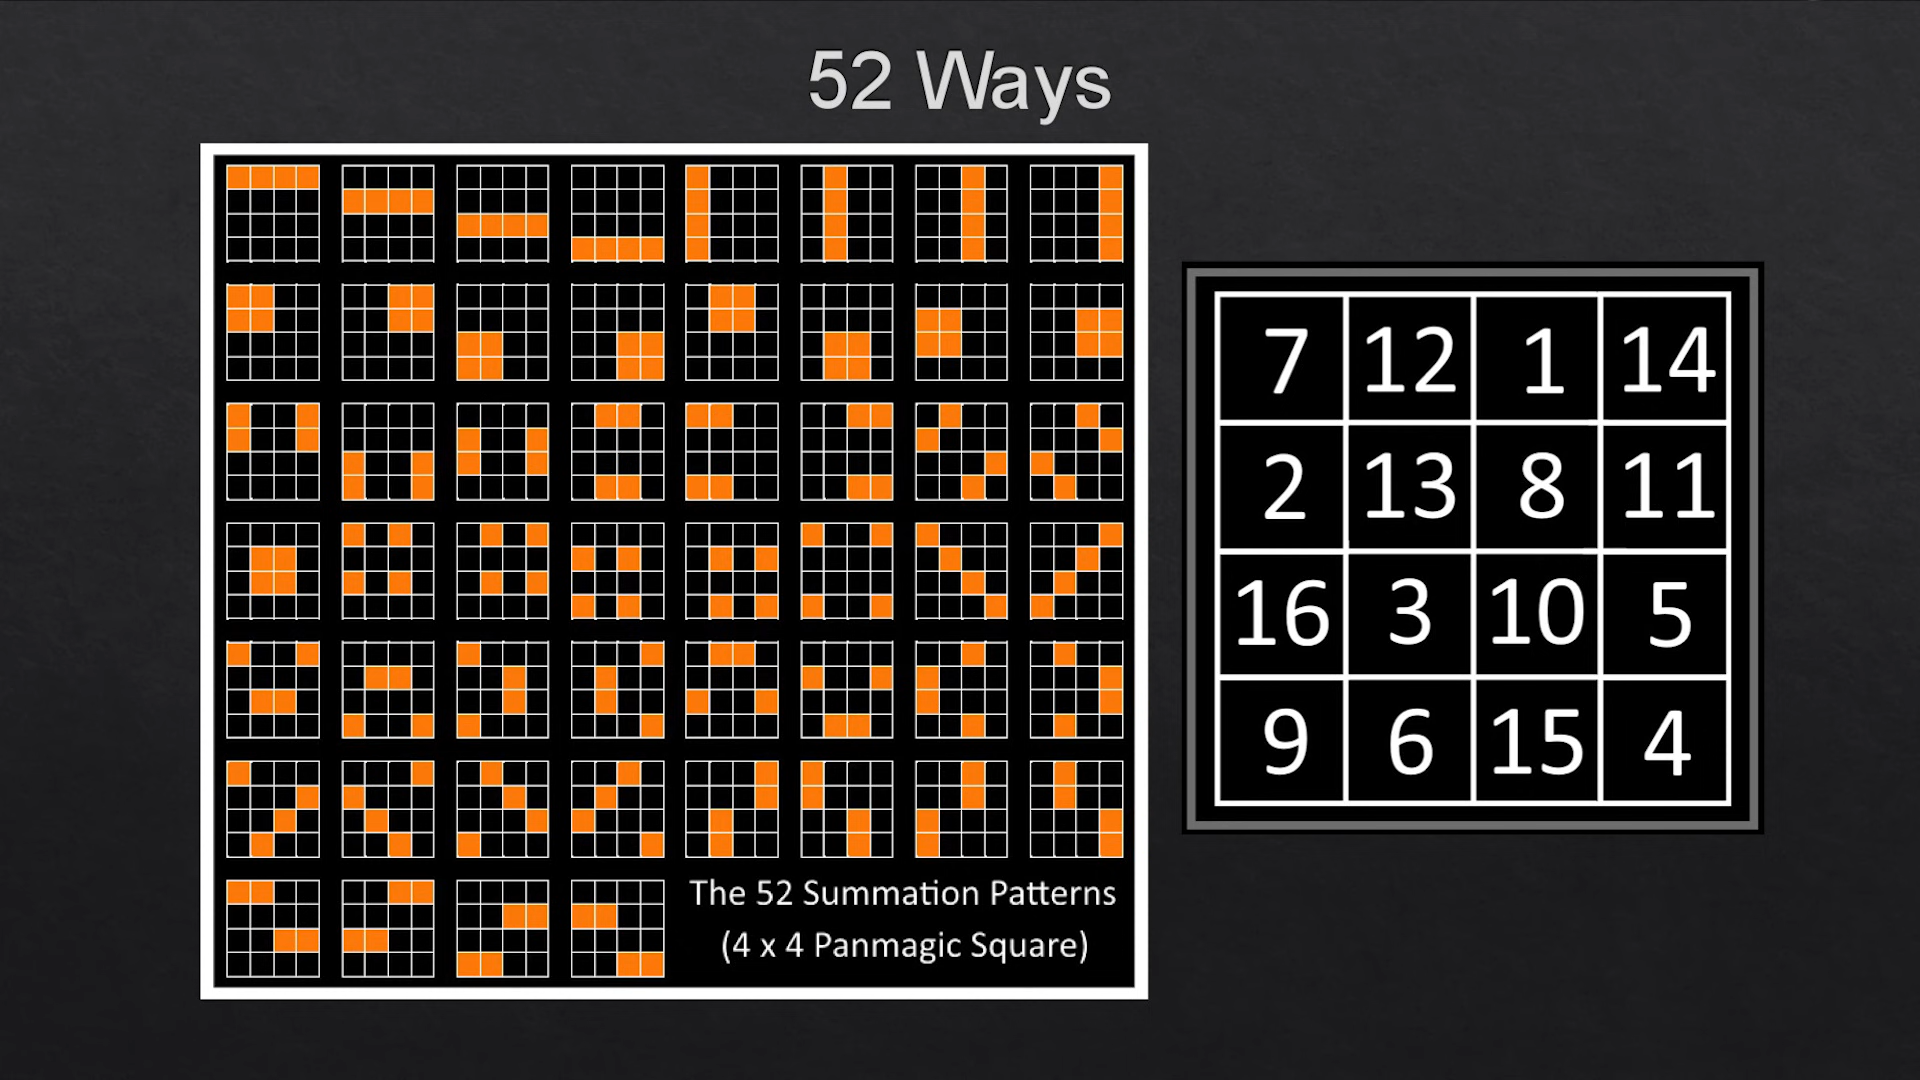 52 Ways
The 52 Summation Patterns
(4 x 4 Panmagic Square)
7 12 1 14
2 13 8 11
16 3 10 5
9 6 15 4